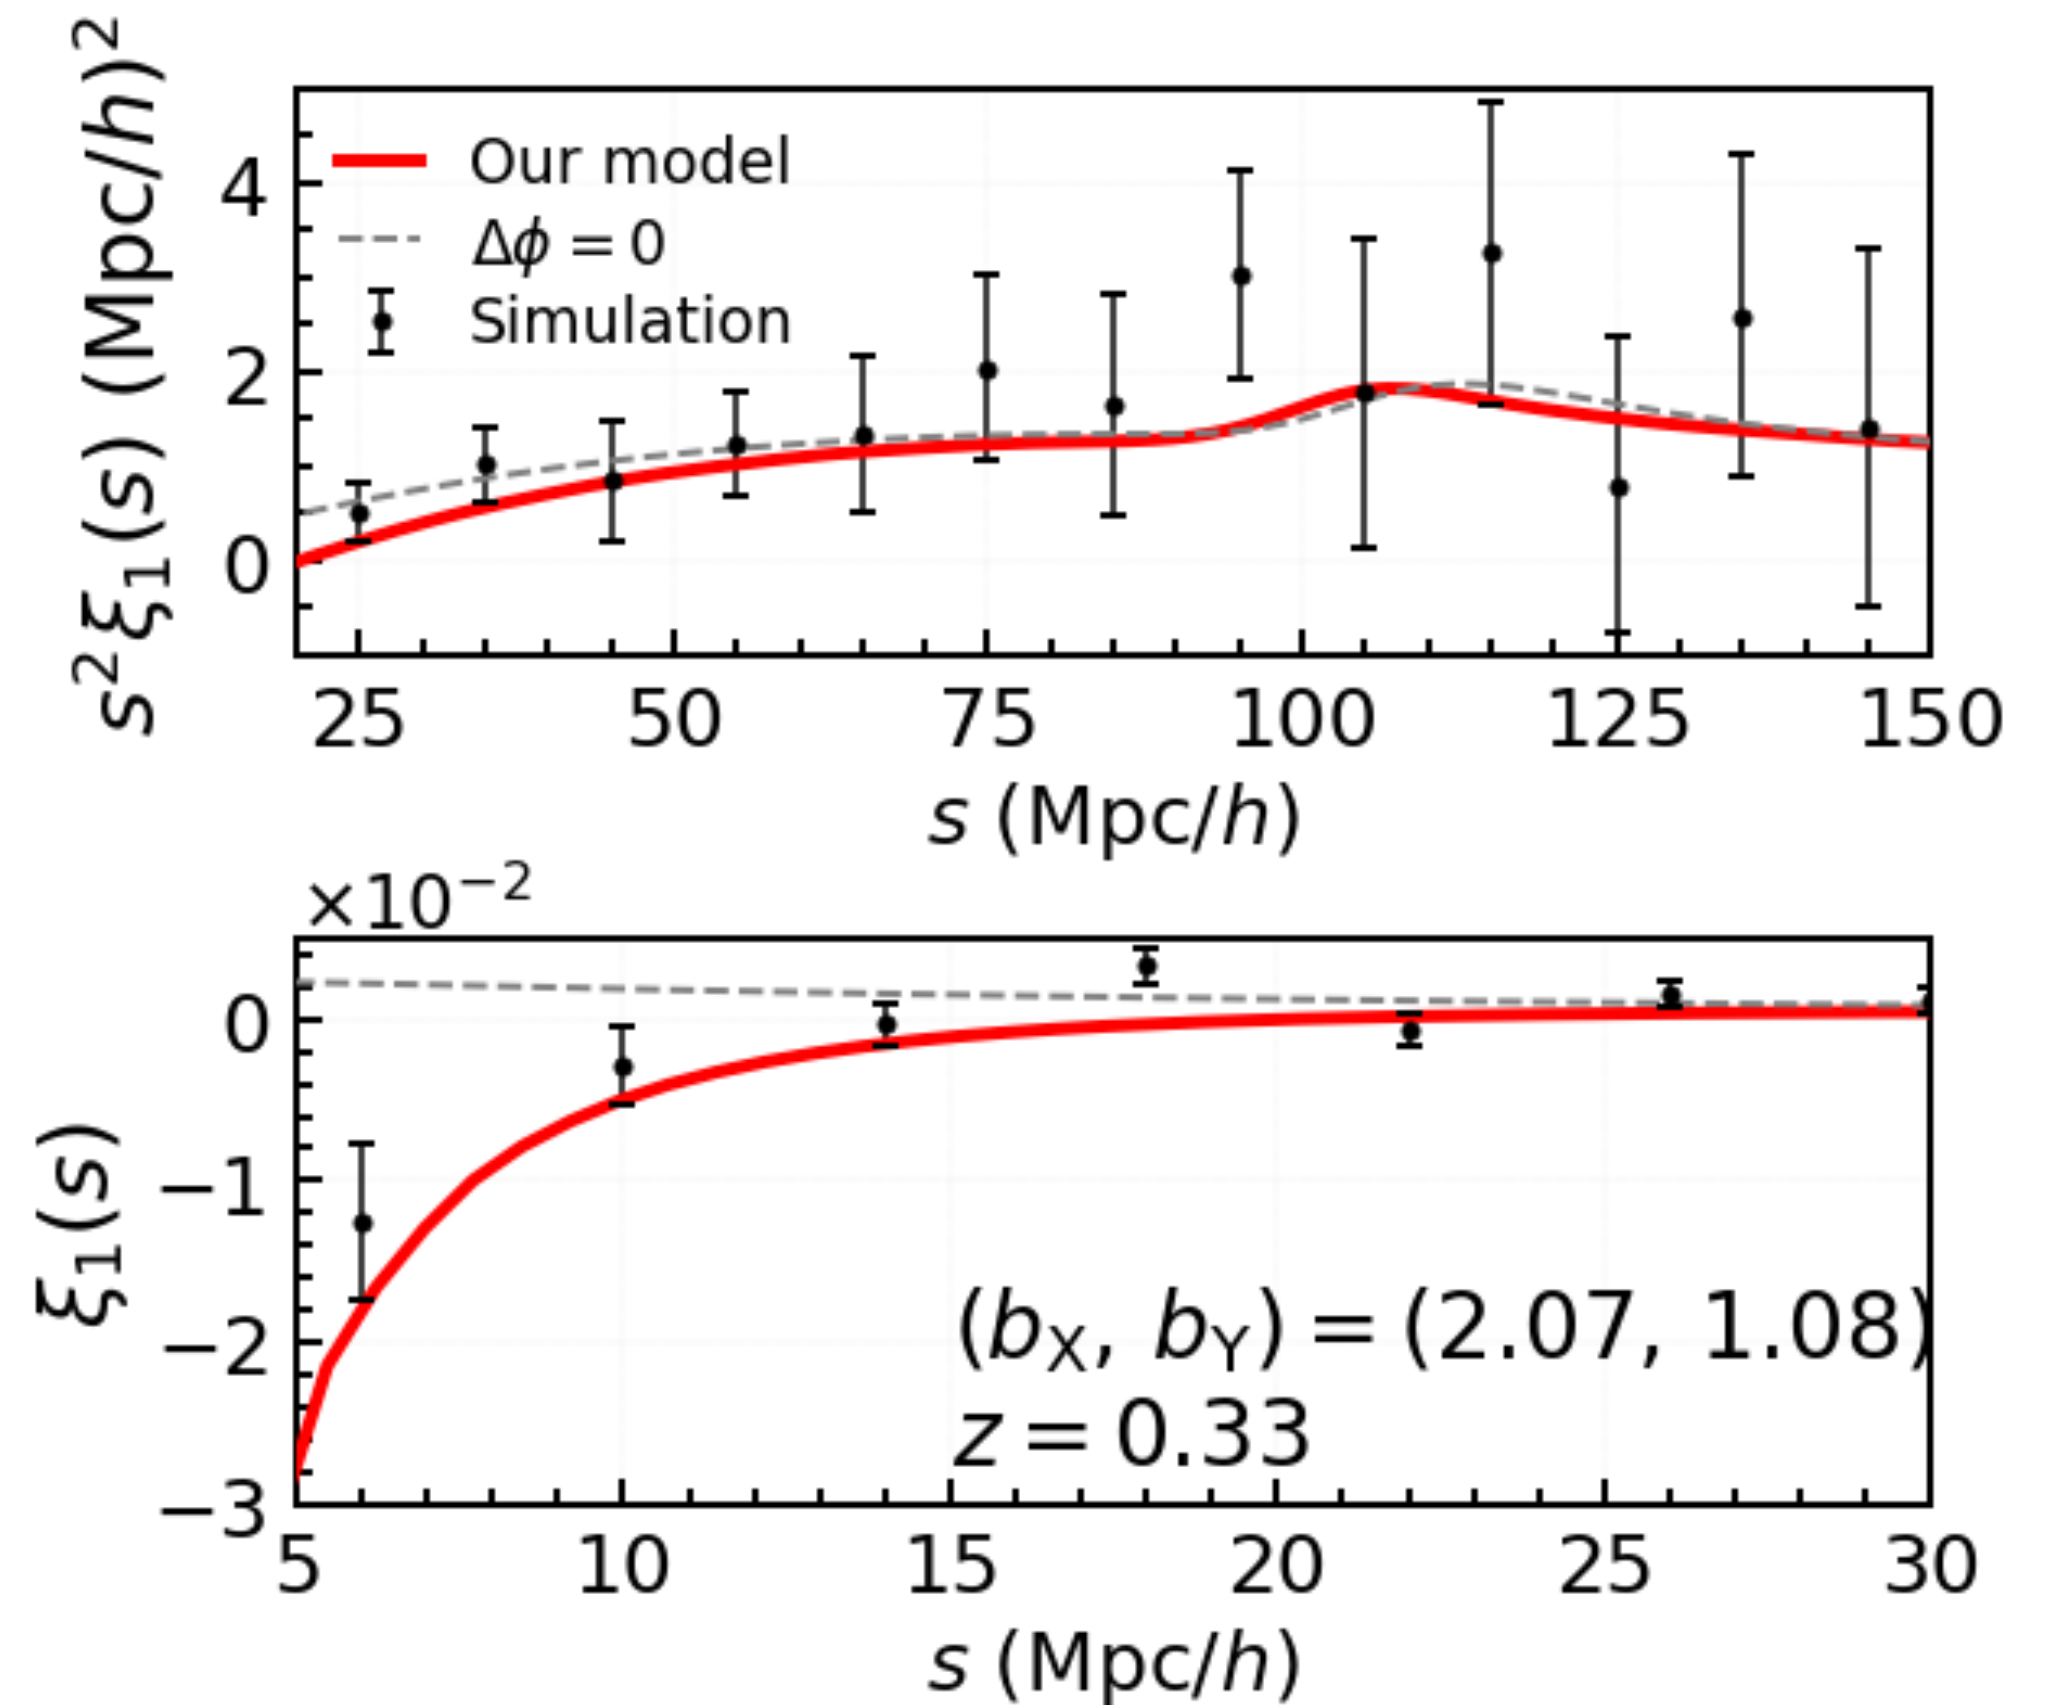 s²ξ₁(s) (Mpc/h)²
4
2
0
Our model
Δϕ = 0
Simulation
25 50 75 100 125 150
s (Mpc/h)
×10⁻²
ξ₁(s)
0
−1
−2
−3
(b_X, b_Y) = (2.07, 1.08)
z = 0.33
5 10 15 20 25 30
s (Mpc/h)